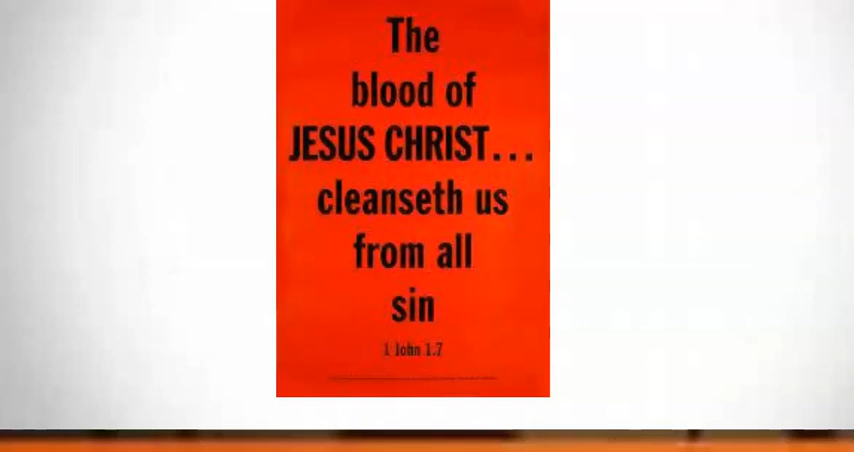 The
blood of
JESUS CHRIST...
cleanseth us
from all
sin
1 John 1.7